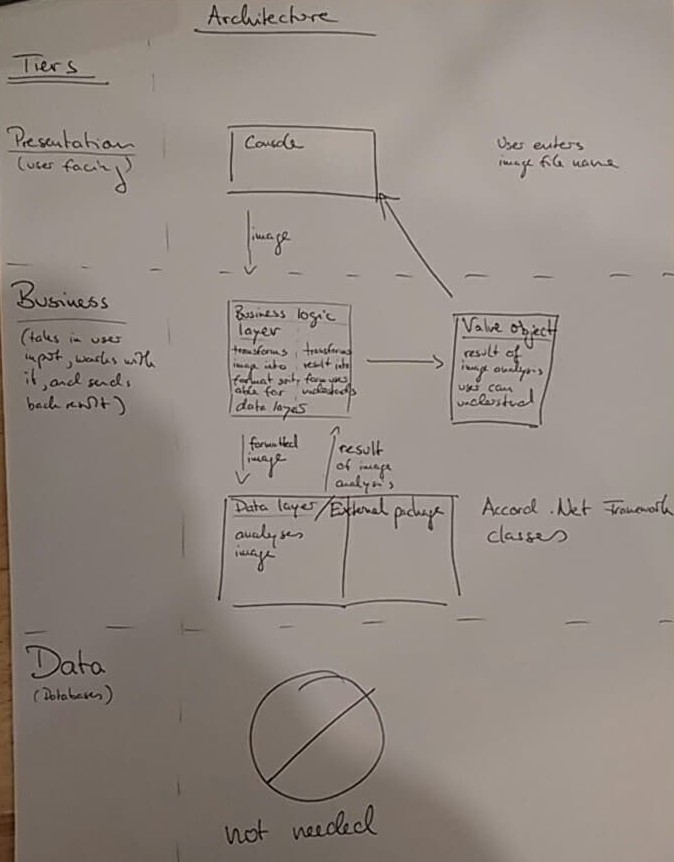 Architecture
Tiers
Presentation
(user facing)
Console
User enters
image file name
image
Business
(takes in user
input, works with
it, and sends
back result)
Business logic
layer
transforms
image into
format suit
able for
data layer
transforms
result into
form user
understands
Value object
result of
image analysis
user can
understand
formatted
image
result
of image
analysis
Data layer / External package
analyses
image
Accord .Net Framework
classes
Data
(Databases)
not needed